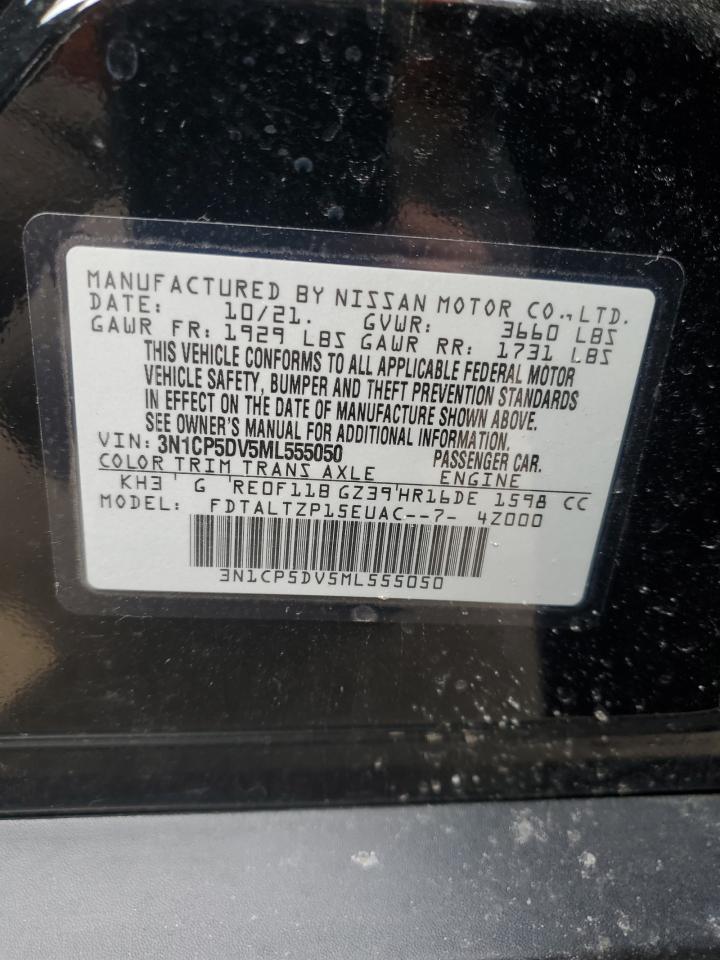 MANUFACTURED BY NISSAN MOTOR CO.,LTD.
DATE: 10/21. GVWR: 3660 LBS
GAWR FR: 1929 LBS GAWR RR: 1731 LBS
THIS VEHICLE CONFORMS TO ALL APPLICABLE FEDERAL MOTOR
VEHICLE SAFETY, BUMPER AND THEFT PREVENTION STANDARDS
IN EFFECT ON THE DATE OF MANUFACTURE SHOWN ABOVE.
SEE OWNER'S MANUAL FOR ADDITIONAL INFORMATION.
VIN: 3N1CP5DV5ML555050 PASSENGER CAR.
COLOR TRIM TRANS AXLE ENGINE
KH3 ' G 'RE0F11B GZ39'HR16DE 1598 CC
MODEL: FDTALTZP15EUAC--7- 4Z000
3N1CP5DV5ML555050